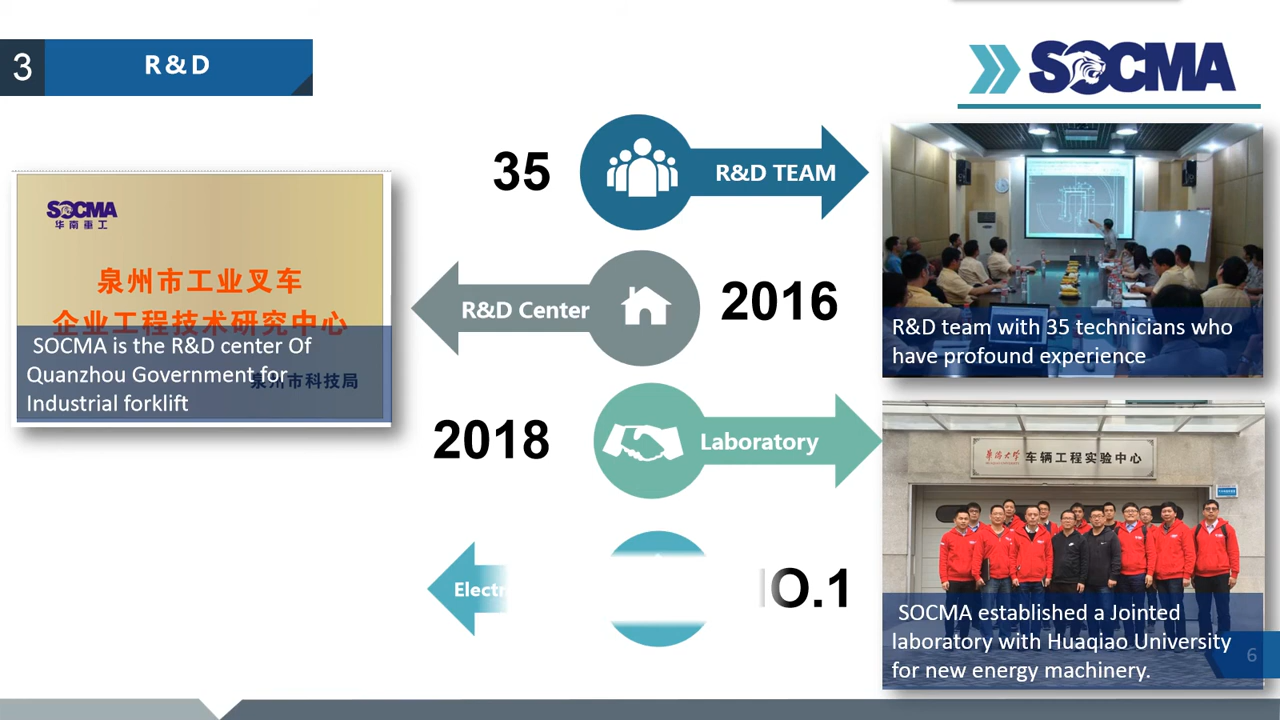 3
R&D
SOCMA
35
R&D TEAM
R&D team with 35 technicians who
have profound experience
SOCMA
华南重工
泉州市工业叉车
企业工程技术研究中心
泉州市科技局
SOCMA is the R&D center Of
Quanzhou Government for
Industrial forklift
R&D Center
2016
2018
Laboratory
华侨大学
车辆工程实验中心
SOCMA established a Jointed
laboratory with Huaqiao University
for new energy machinery.
O.1
6